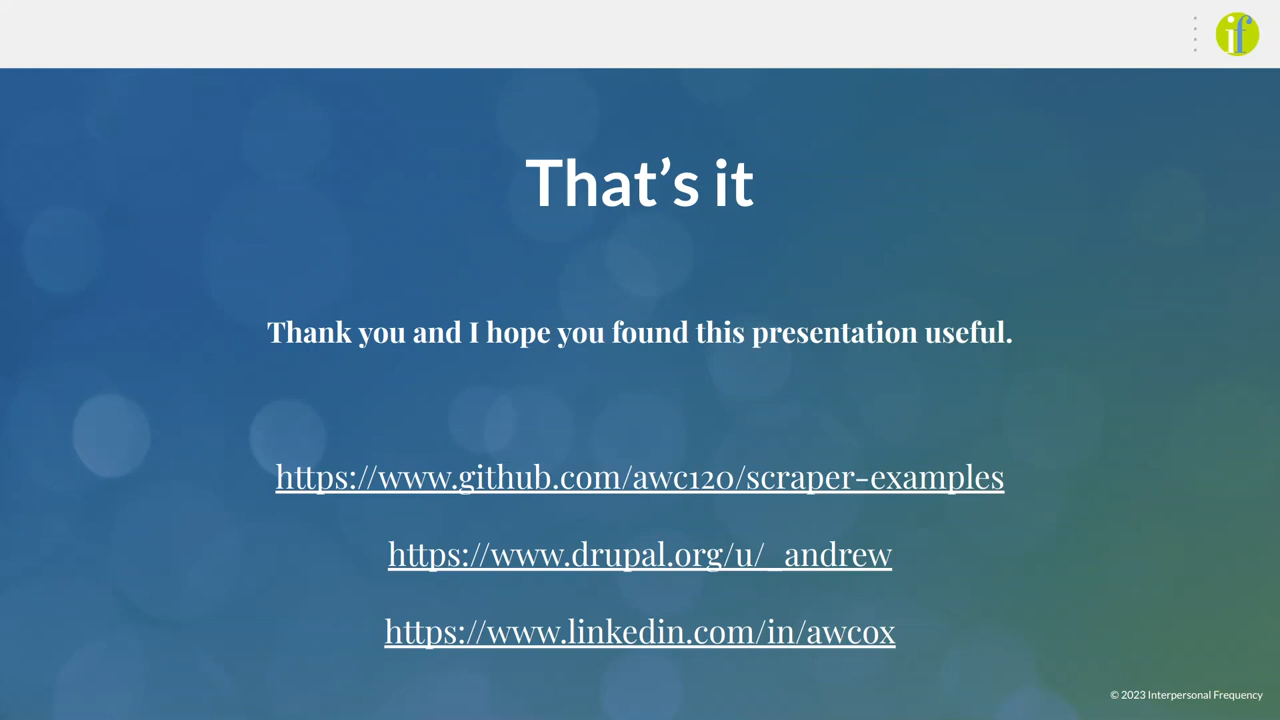 if
That’s it
Thank you and I hope you found this presentation useful.
https://www.github.com/awc120/scraper-examples
https://www.drupal.org/u/_andrew
https://www.linkedin.com/in/awcox
© 2023 Interpersonal Frequency